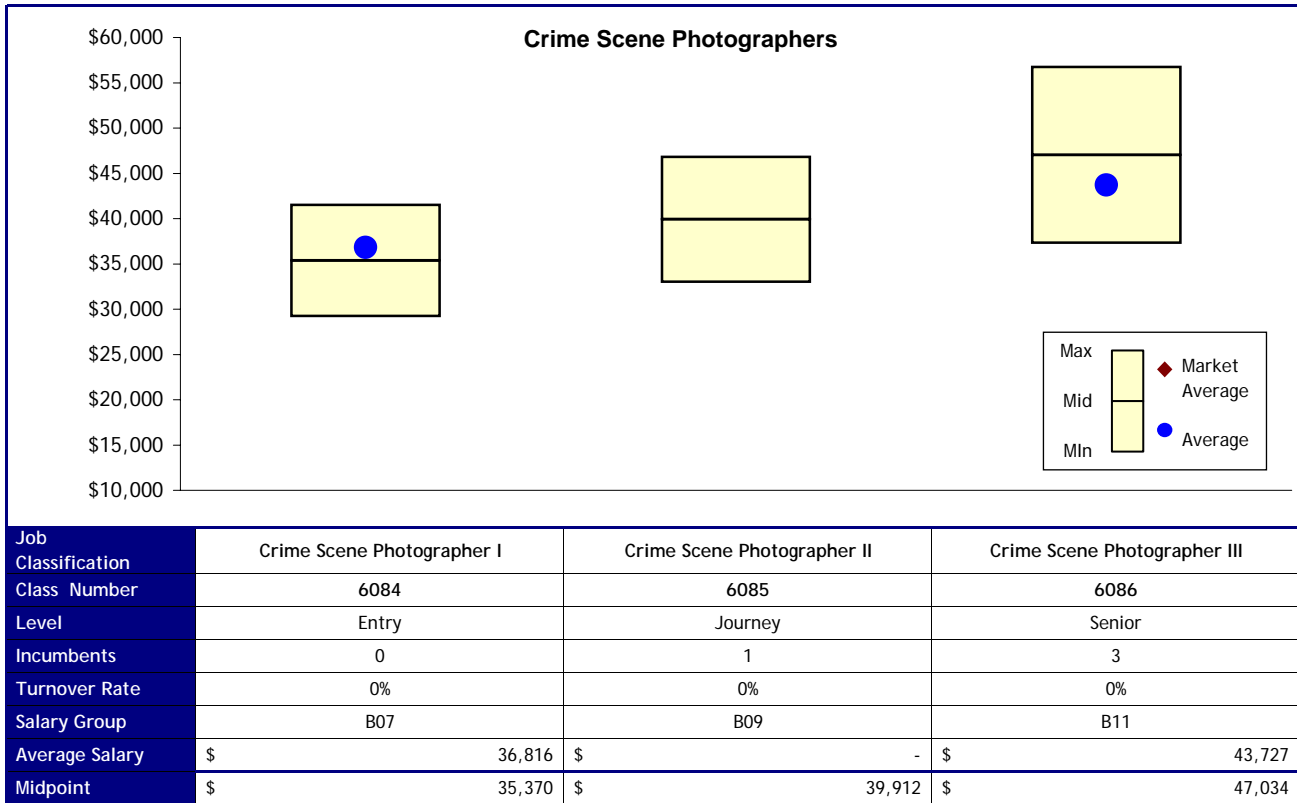 Crime Scene Photographers
$60,000
$55,000
$50,000
$45,000
$40,000
$35,000
$30,000
$25,000
$20,000
$15,000
$10,000
Max
Mid
MIn
Market
Average
Average
Job
Classification Crime Scene Photographer I Crime Scene Photographer II Crime Scene Photographer III
Class Number 6084 6085 6086
Level Entry Journey Senior
Incumbents 0 1 3
Turnover Rate 0% 0% 0%
Salary Group B07 B09 B11
Average Salary $ 36,816 $ - $ 43,727
Midpoint $ 35,370 $ 39,912 $ 47,034